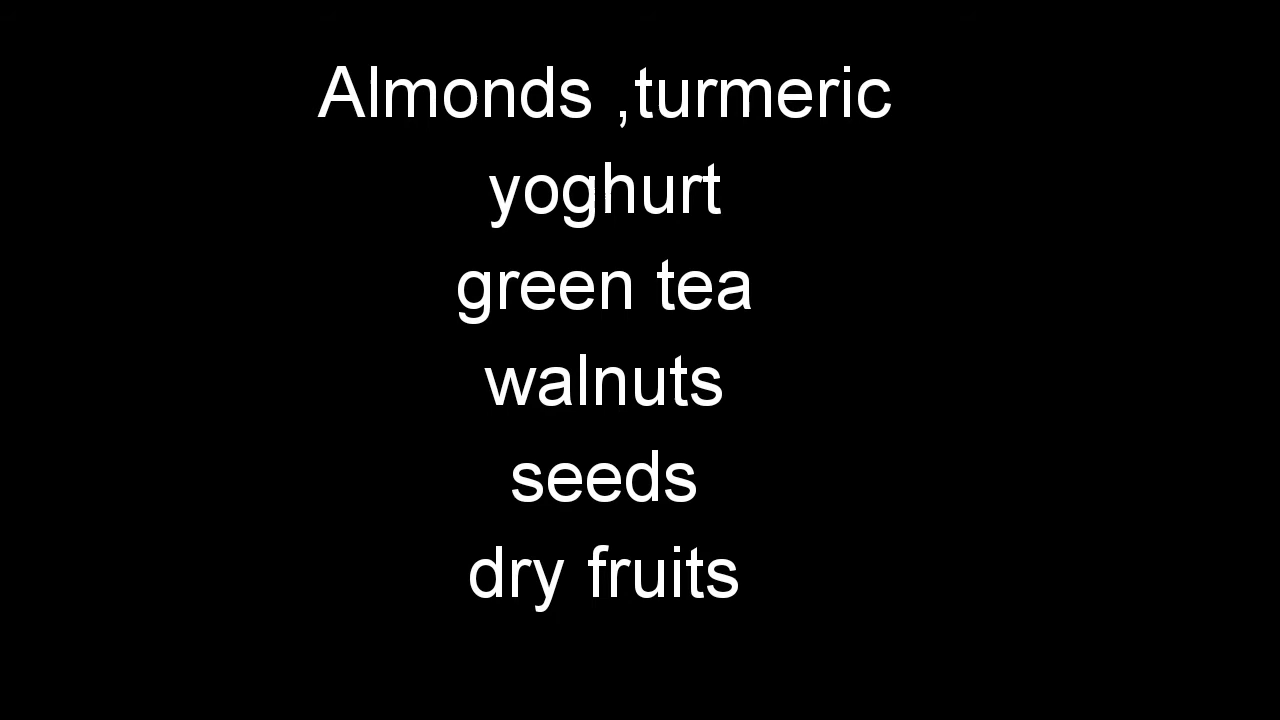 Almonds ,turmeric
yoghurt
green tea
walnuts
seeds
dry fruits